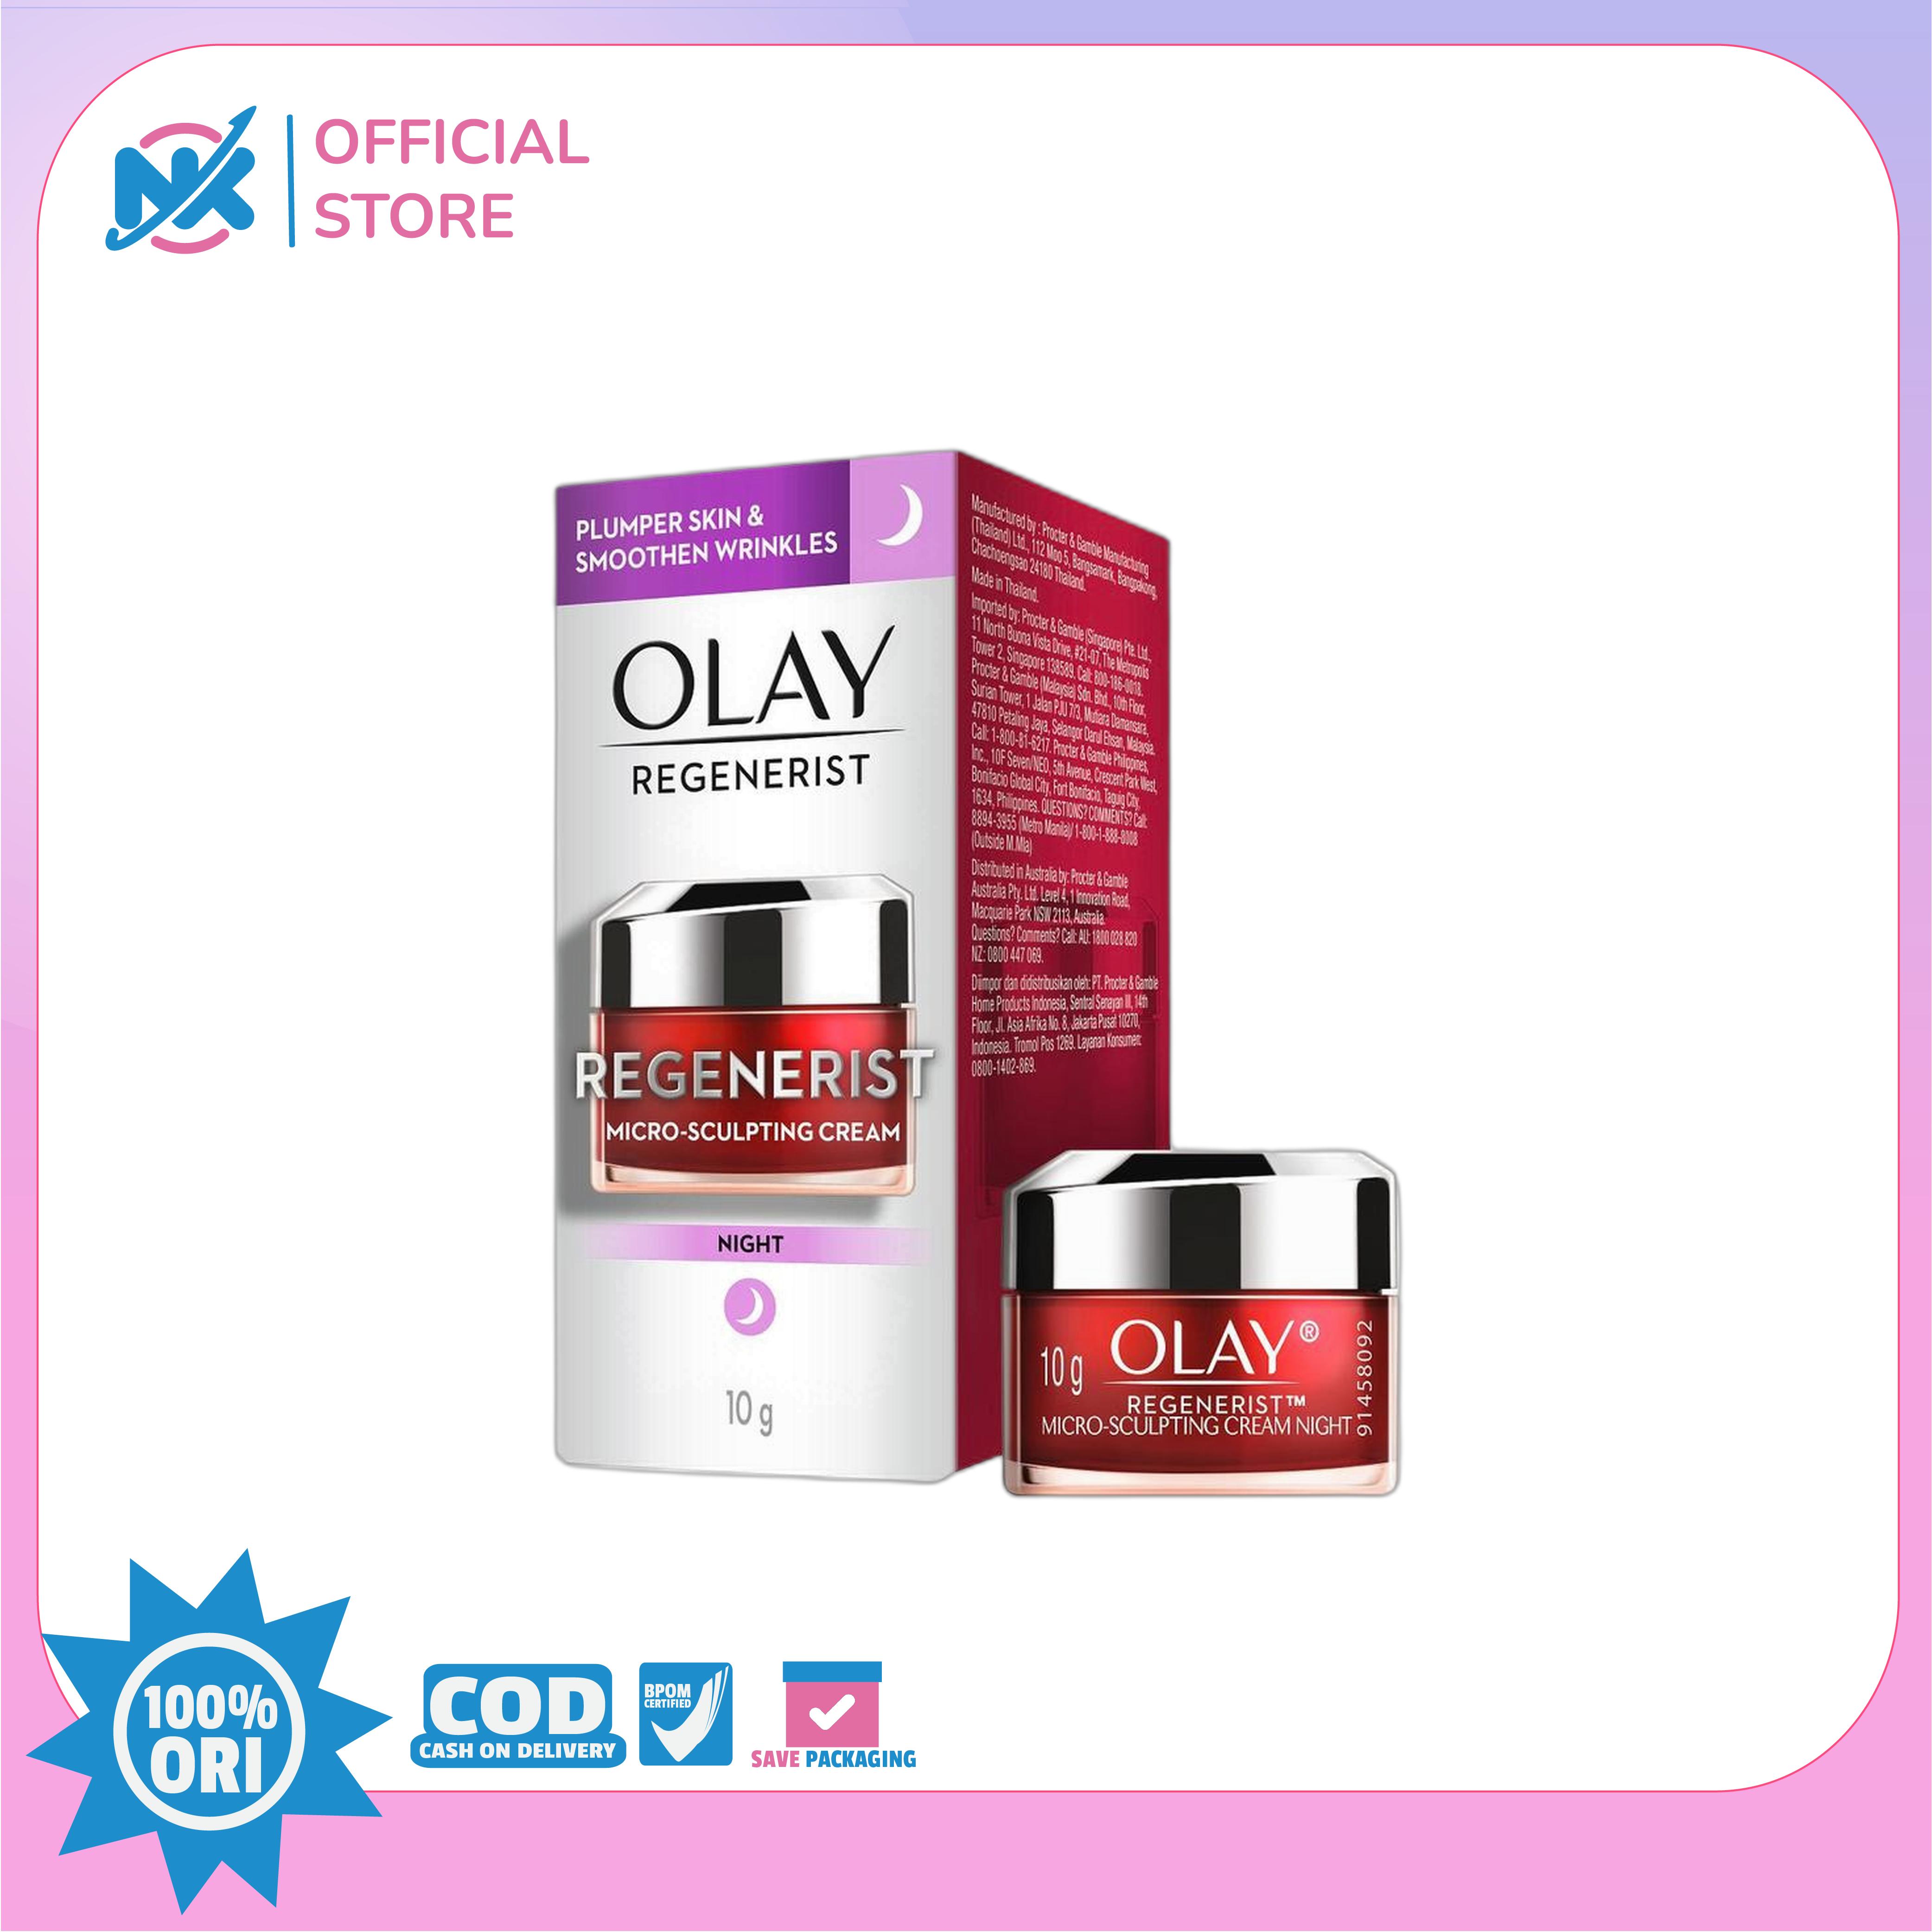 NK
OFFICIAL
STORE
PLUMPER SKIN &
SMOOTHEN WRINKLES
OLAY
REGENERIST
REGENERIST
MICRO-SCULPTING CREAM
NIGHT
10 g
Manufactured by : Procter & Gamble Manufacturing
(Thailand) Ltd., 112 Moo 5, Bangsamark, Bangpakong,
Chachoengsao 24180 Thailand.
Made in Thailand.
Imported by: Procter & Gamble (Singapore) Pte. Ltd.,
11 North Buona Vista Drive, #21-07, The Metropolis
Tower 2, Singapore 138589. Call: 800-186-0018.
Procter & Gamble (Malaysia) Sdn. Bhd., 10th Floor,
Surian Tower, 1 Jalan PJU 7/3, Mutiara Damansara,
47810 Petaling Jaya, Selangor Darul Ehsan, Malaysia.
Call: 1-800-81-6217. Procter & Gamble Philippines,
Inc., 10F Seven/NEO, 5th Avenue, Crescent Park West,
Bonifacio Global City, Fort Bonifacio, Taguig City,
1634, Philippines. QUESTIONS? COMMENTS? Call:
8894-3955 (Metro Manila)/ 1-800-1-888-8008
(Outside M.Mla)
Distributed in Australia by: Procter & Gamble
Australia Pty. Ltd. Level 4, 1 Innovation Road,
Macquarie Park NSW 2113, Australia.
Questions? Comments? Call: AU: 1800 028 820
NZ: 0800 447 069.
Diimpor dan didistribusikan oleh: PT. Procter & Gamble
Home Products Indonesia, Sentral Senayan III, 14th
Floor, Jl. Asia Afrika No. 8, Jakarta Pusat 10270,
Indonesia. Tromol Pos 1269. Layanan Konsumen:
0800-1402-869.
10 g
OLAY®
REGENERIST™
MICRO-SCULPTING CREAM NIGHT
91458092
100%
ORI
COD
CASH ON DELIVERY
BPOM
CERTIFIED
SAVE PACKAGING